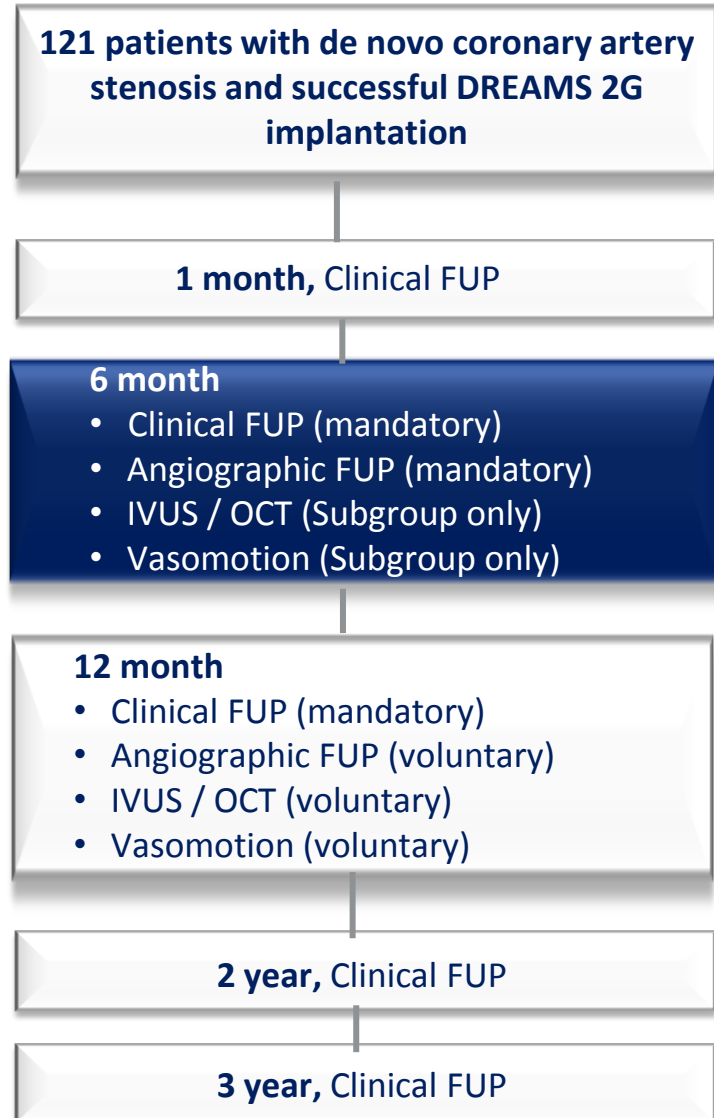 121 patients with de novo coronary artery
stenosis and successful DREAMS 2G
implantation
1 month, Clinical FUP
6 month
• Clinical FUP (mandatory)
• Angiographic FUP (mandatory)
• IVUS / OCT (Subgroup only)
• Vasomotion (Subgroup only)
12 month
• Clinical FUP (mandatory)
• Angiographic FUP (voluntary)
• IVUS / OCT (voluntary)
• Vasomotion (voluntary)
2 year, Clinical FUP
3 year, Clinical FUP